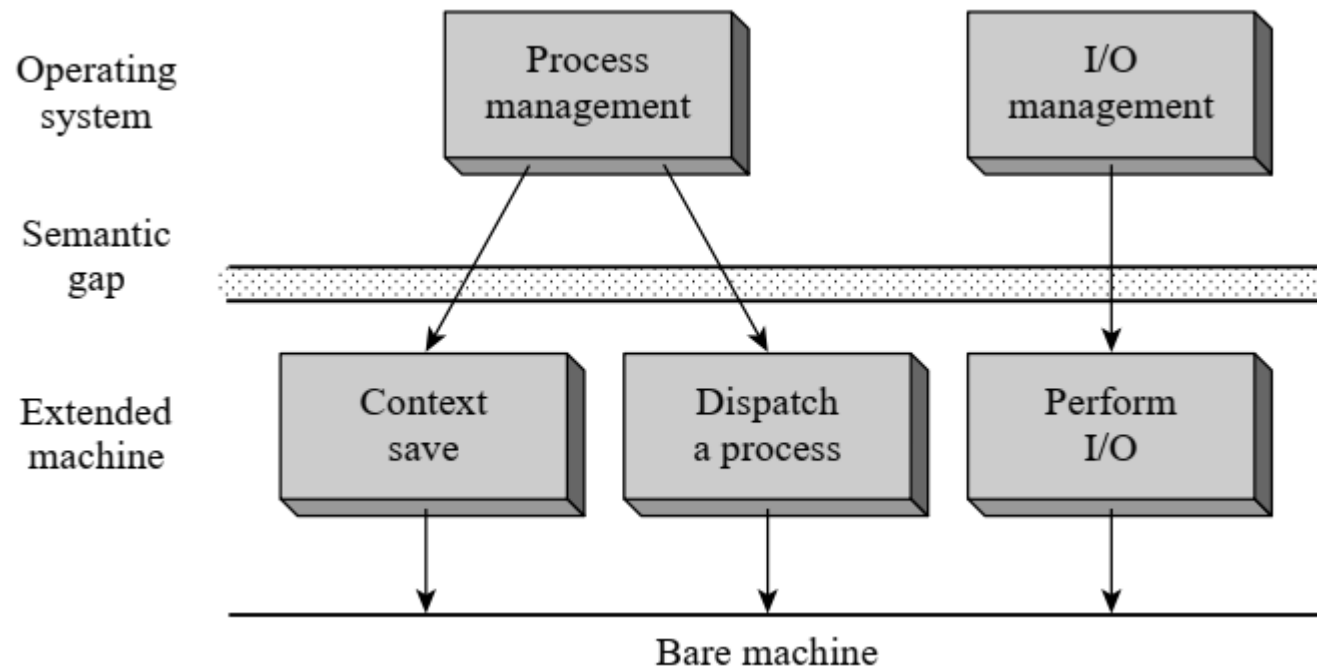 Operating
system
Process
management
I/O
management
Semantic
gap
Extended
machine
Context
save
Dispatch
a process
Perform
I/O
Bare machine